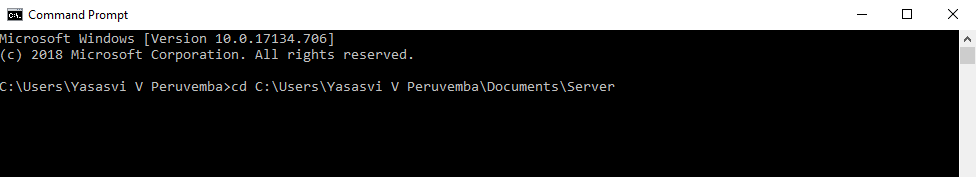 Command Prompt
Microsoft Windows [Version 10.0.17134.706]
(c) 2018 Microsoft Corporation. All rights reserved.
C:\Users\Yasasvi V Peruvemba>cd C:\Users\Yasasvi V Peruvemba\Documents\Server